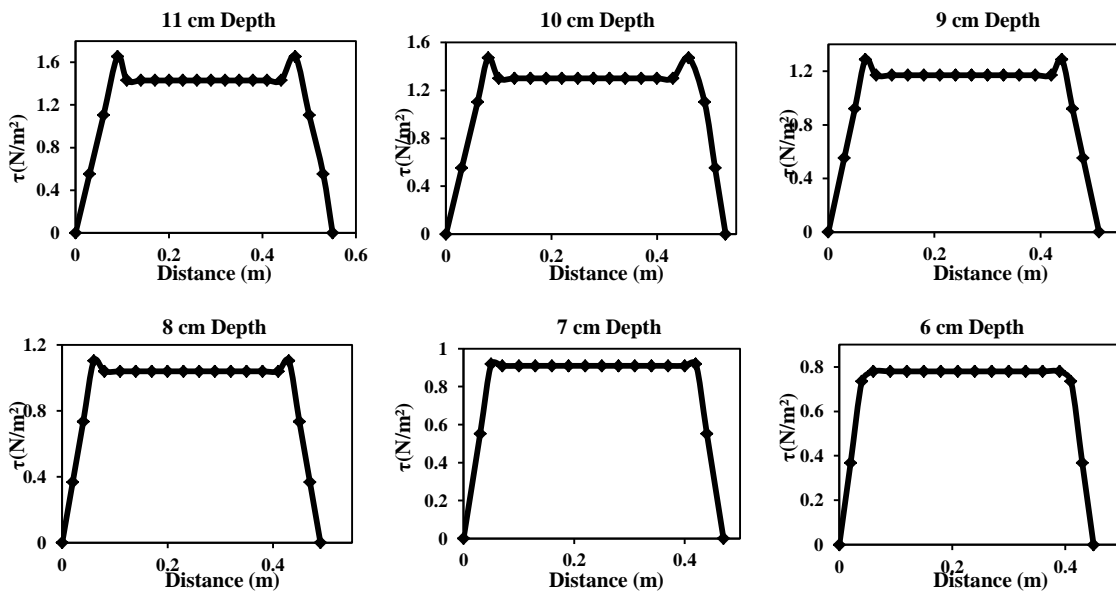 11 cm Depth
τ(N/m²)
1.6
1.2
0.8
0.4
0
0
0.2
0.4
0.6
Distance (m)
10 cm Depth
τ(N/m²)
1.6
1.2
0.8
0.4
0
0
0.2
0.4
Distance (m)
9 cm Depth
τ(N/m²)
1.2
0.8
0.4
0
0
0.2
0.4
Distance (m)
8 cm Depth
τ(N/m²)
1.2
0.8
0.4
0
0
0.2
0.4
Distance (m)
7 cm Depth
τ(N/m²)
1
0.8
0.6
0.4
0.2
0
0
0.2
0.4
Distance (m)
6 cm Depth
τ(N/m²)
0.8
0.6
0.4
0.2
0
0
0.2
0.4
Distance (m)